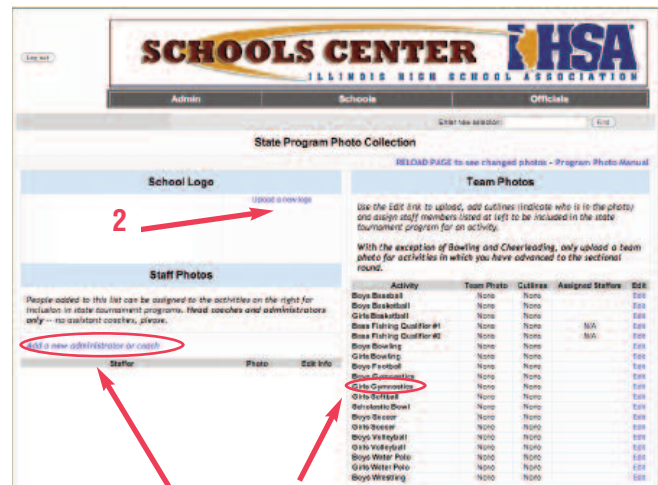 Log out
SCHOOLS CENTER IHSA
ILLINOIS HIGH SCHOOL ASSOCIATION
Admin Schools Officials
Enter new selection: Find
State Program Photo Collection
RELOAD PAGE to see changed photos - Program Photo Manual
School Logo
Upload a new logo
2
Staff Photos
People added to this list can be assigned to the activities on the right for
inclusion in state tournament programs. Head coaches and administrators
only -- no assistant coaches, please.
Add a new administrator or coach
Staffer Photo Edit Info
Team Photos
Use the Edit link to upload, add cutlines (indicate who is in the photo)
and assign staff members listed at left to be included in the state
tournament program for an activity.
With the exception of Bowling and Cheerleading, only upload a team
photo for activities in which you have advanced to the sectional
round.
Activity Team Photo Cutlines Assigned Staffers Edit
Boys Baseball None None Edit
Boys Basketball None None Edit
Girls Basketball None None Edit
Bass Fishing Qualifier #1 None None N/A Edit
Bass Fishing Qualifier #2 None None N/A Edit
Boys Bowling None None Edit
Girls Bowling None None Edit
Boys Football None None Edit
Boys Gymnastics None None Edit
Girls Gymnastics None None Edit
Girls Softball None None Edit
Scholastic Bowl None None Edit
Boys Soccer None None Edit
Girls Soccer None None Edit
Boys Volleyball None None Edit
Girls Volleyball None None Edit
Boys Water Polo None None Edit
Girls Water Polo None None Edit
Boys Wrestling None None Edit